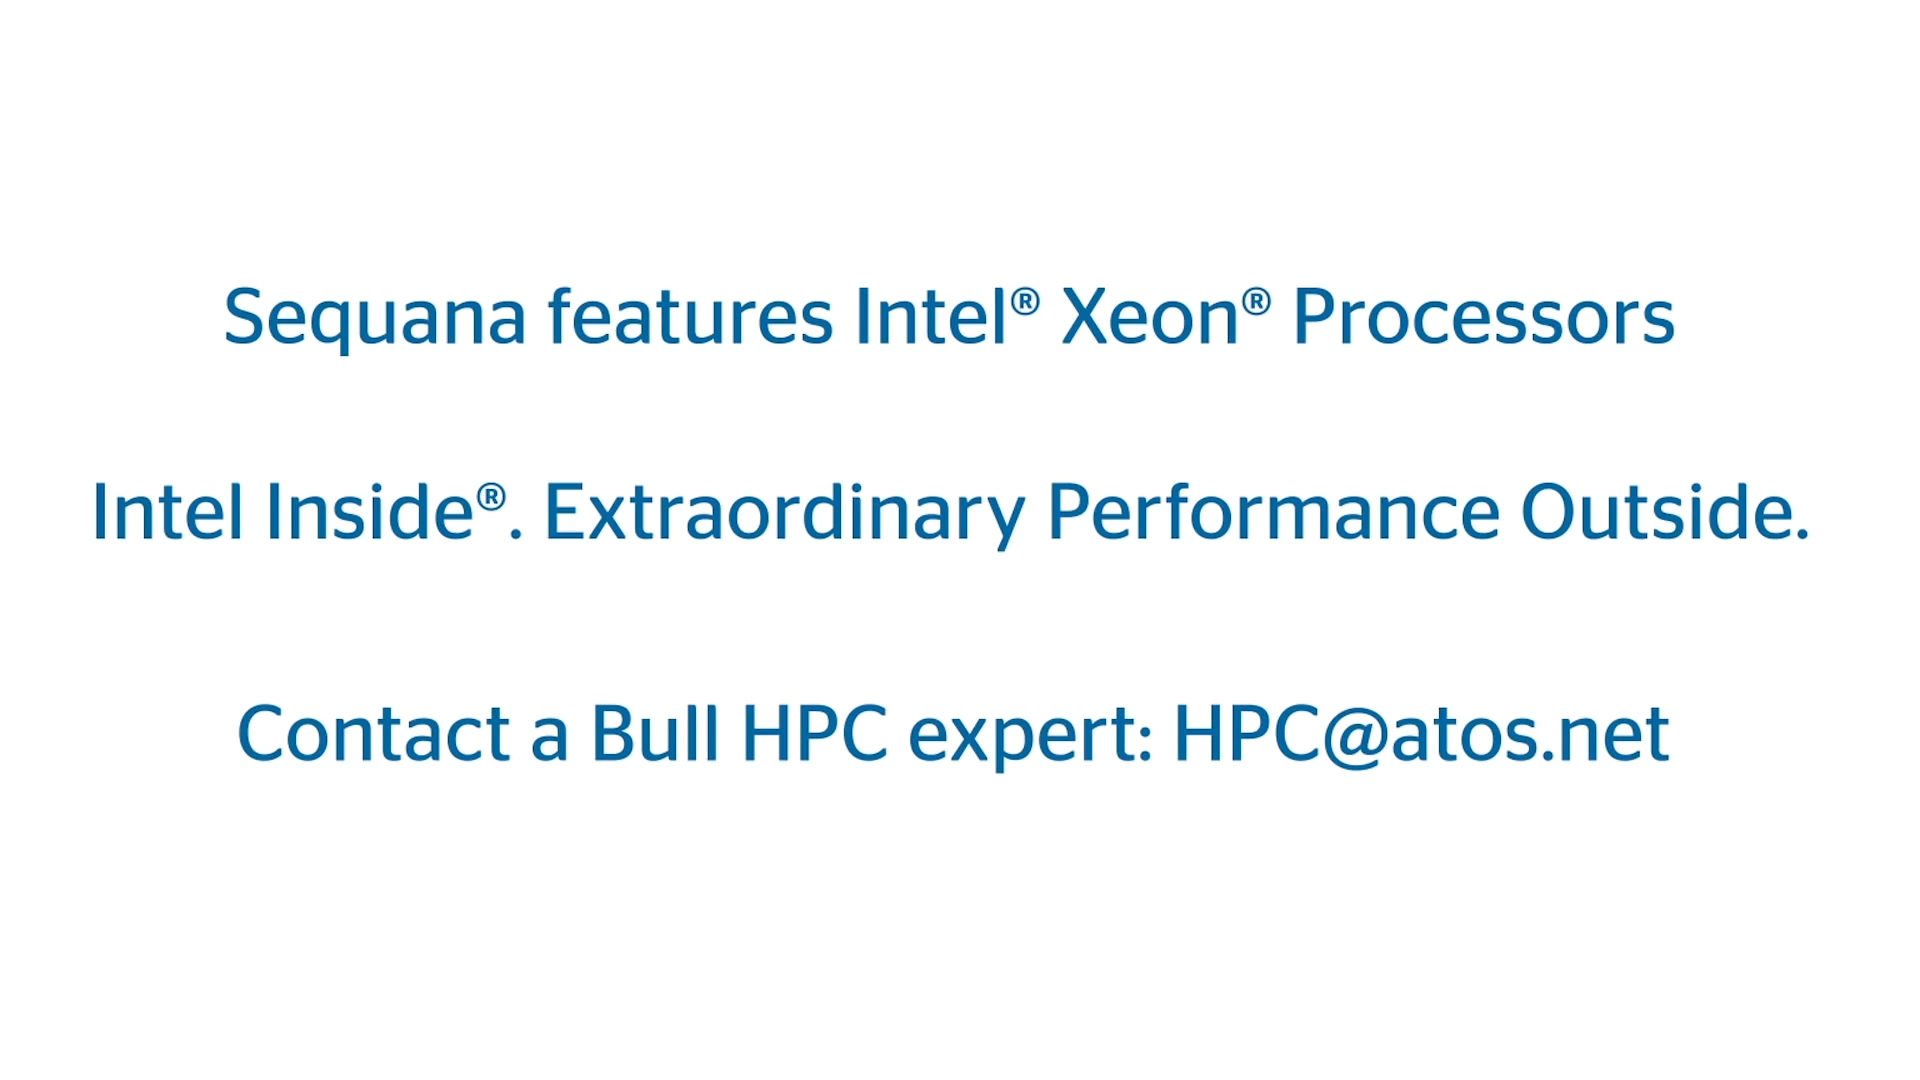 Sequana features Intel® Xeon® Processors
Intel Inside®. Extraordinary Performance Outside.
Contact a Bull HPC expert: HPC@atos.net